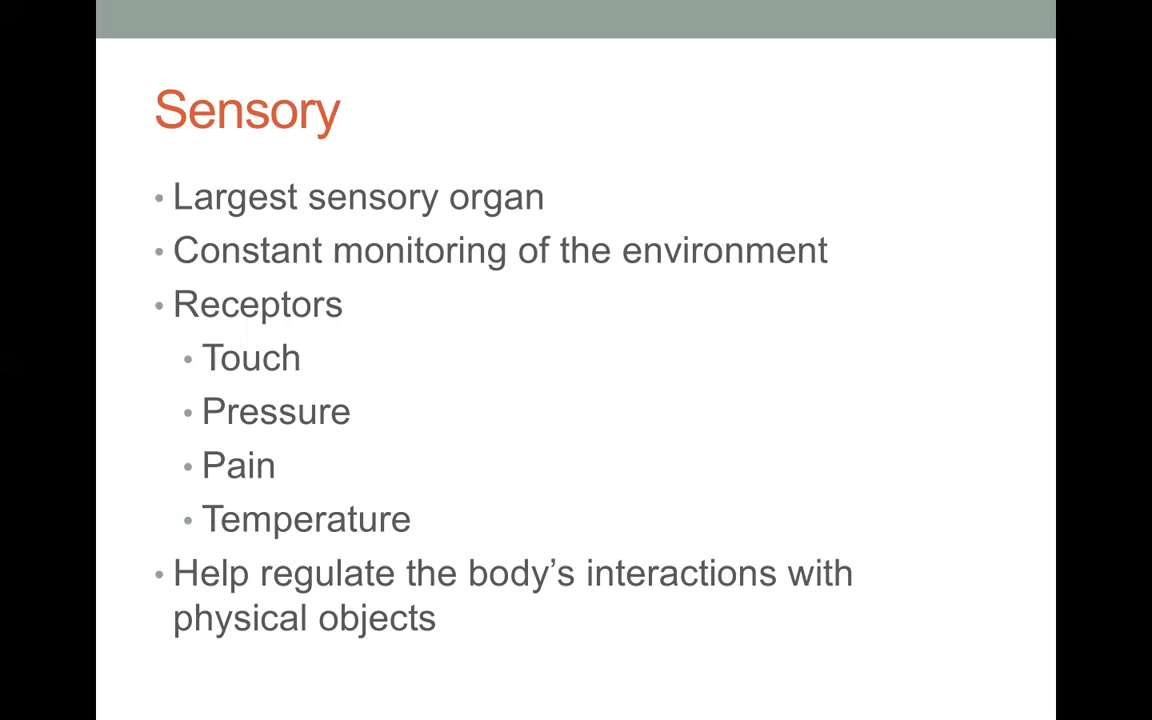 Sensory
• Largest sensory organ
• Constant monitoring of the environment
• Receptors
• Touch
• Pressure
• Pain
• Temperature
• Help regulate the body’s interactions with
physical objects